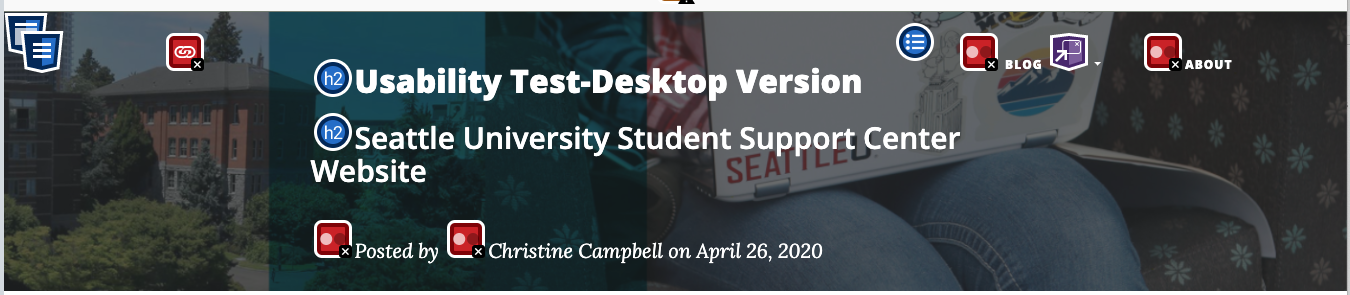 BLOG
ABOUT
h2 Usability Test-Desktop Version
h2 Seattle University Student Support Center
Website
SEATTLEU
Posted by Christine Campbell on April 26, 2020